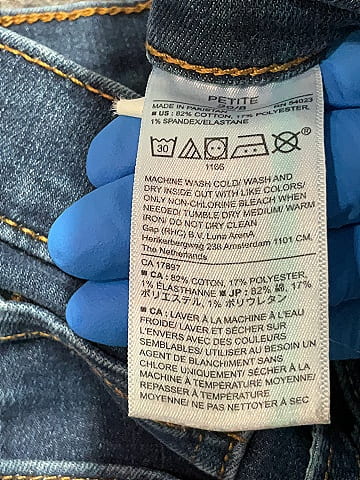 PETITE
MADE IN PAKISTAN RN 54023
■ US: 82% COTTON, 17% POLYESTER,
1% SPANDEX/ELASTANE
30
MACHINE WASH COLD/ WASH AND
DRY INSIDE OUT WITH LIKE COLORS/
ONLY NON-CHLORINE BLEACH WHEN
NEEDED/ TUMBLE DRY MEDIUM/ WARM
IRON/ DO NOT DRY CLEAN
Gap (RHC) B.V. Luna ArenA
Herikerbergweg 238 Amsterdam 1101 CM.
The Netherlands
CA 17897
■ CA: 82% COTON, 17% POLYESTER,
1% ÉLASTHANNE ■ JP: 82% 綿, 17%
ポリエステル, 1% ポリウレタン
■ CA: LAVER À LA MACHINE À L'EAU
FROIDE/ LAVER ET SÉCHER SUR
L'ENVERS AVEC DES COULEURS
SEMBLABLES/ UTILISER AU BESOIN UN
AGENT DE BLANCHIMENT SANS
CHLORE UNIQUEMENT/ SÉCHER À LA
MACHINE À TEMPÉRATURE MOYENNE/
REPASSER À TEMPÉRATURE
MOYENNE/ NE PAS NETTOYER À SEC